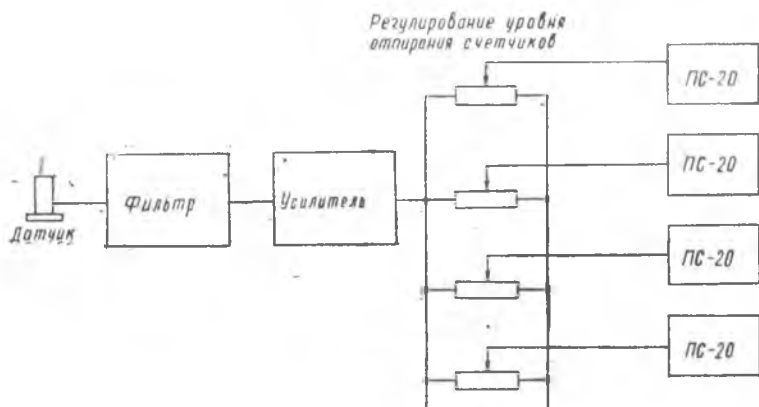 Регулирование уровня
отпирания счетчиков
ПС-20
ПС-20
Фильтр
Усилитель
Датчик
ПС-20
ПС-20